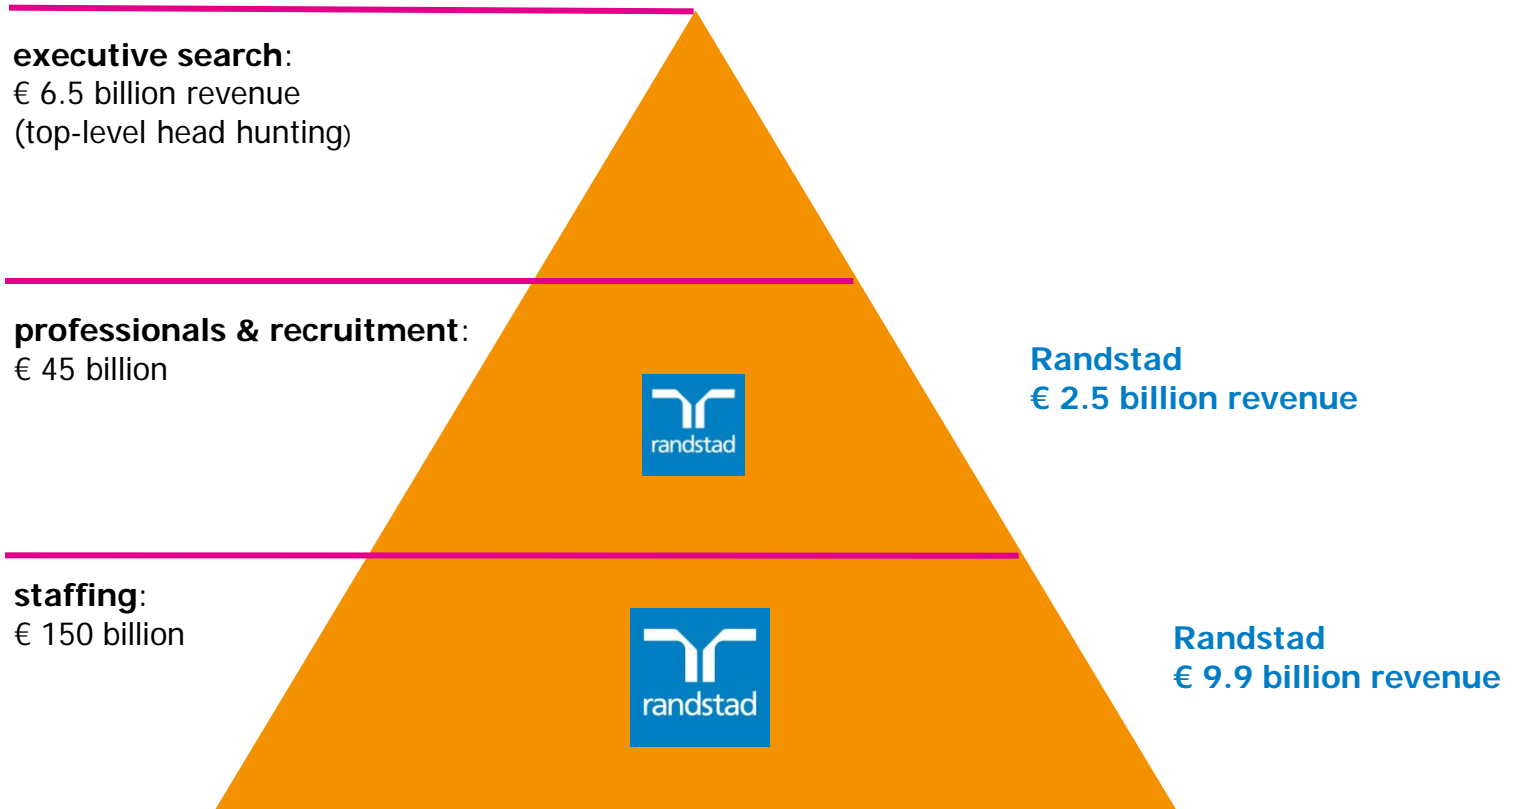 executive search:
€ 6.5 billion revenue
(top-level head hunting)
professionals & recruitment:
€ 45 billion
randstad
Randstad
€ 2.5 billion revenue
staffing:
€ 150 billion
randstad
Randstad
€ 9.9 billion revenue